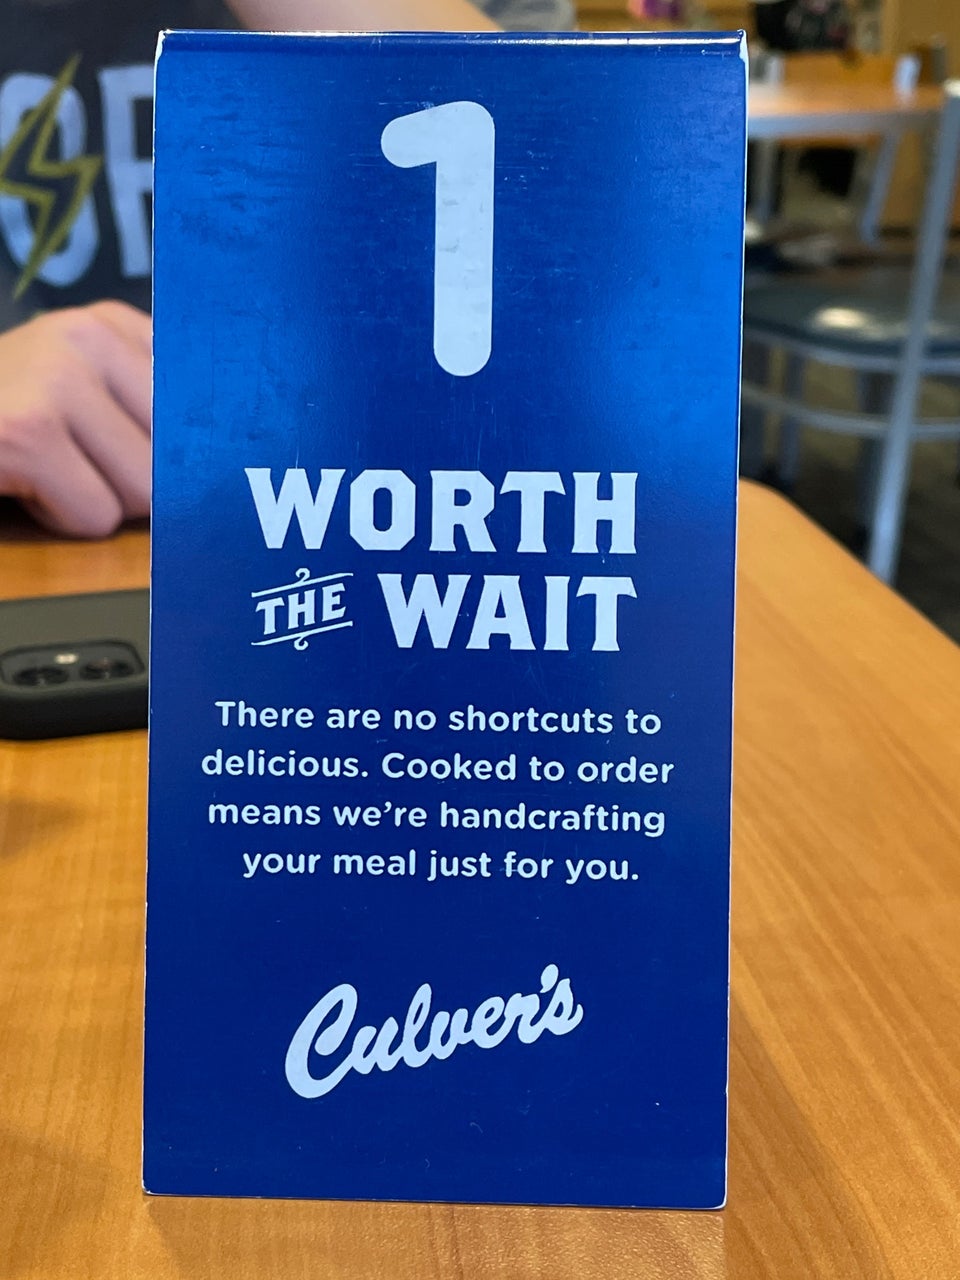 1
WORTH
THE WAIT
There are no shortcuts to
delicious. Cooked to order
means we're handcrafting
your meal just for you.
Culver's